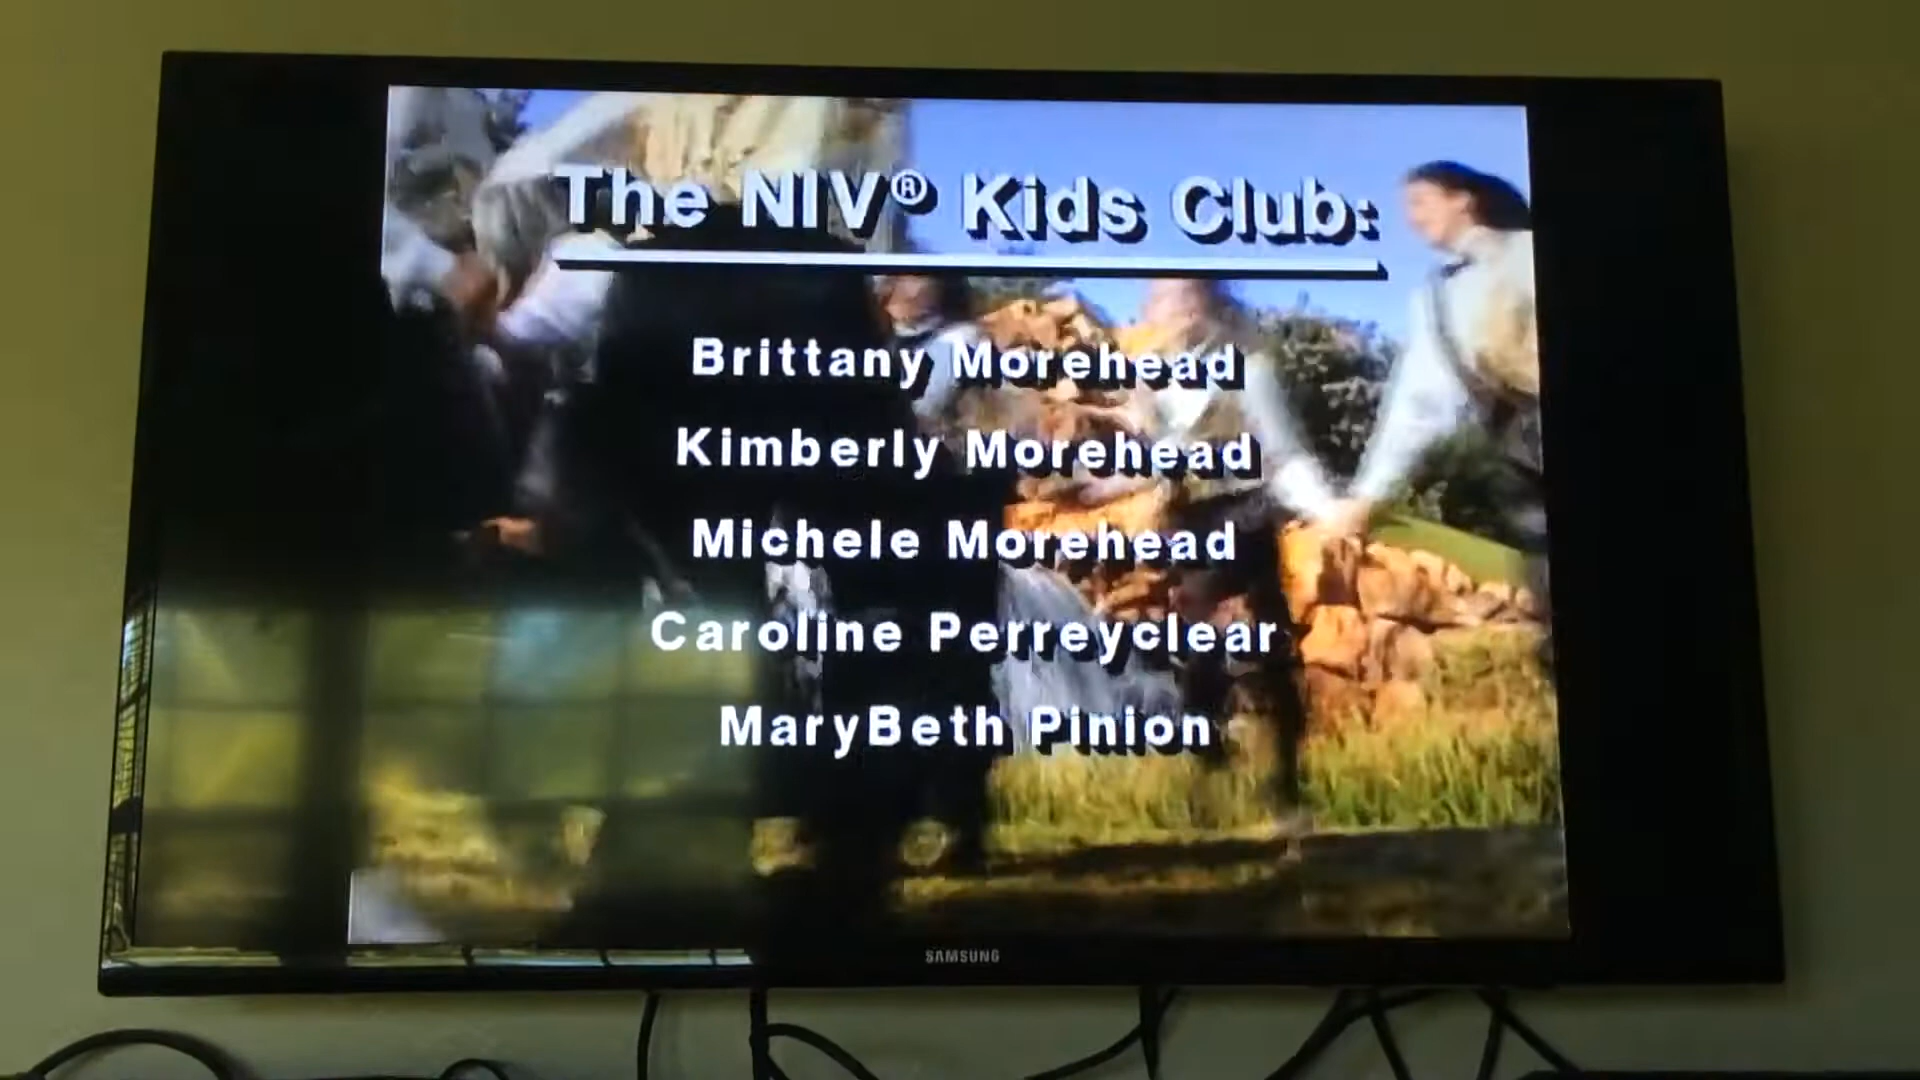 The NIV® Kids Club:
Brittany Morehead
Kimberly Morehead
Michele Morehead
Caroline Perreyclear
MaryBeth Pinion
SAMSUNG